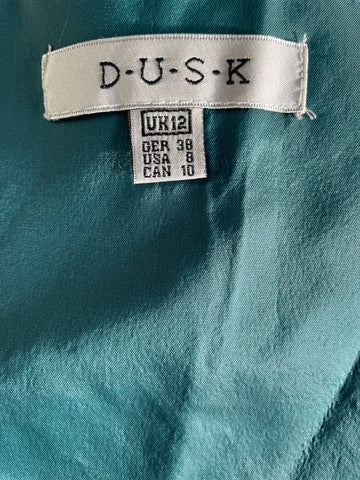 D·U·S·K
UK12
GER 38
USA 8
CAN 10